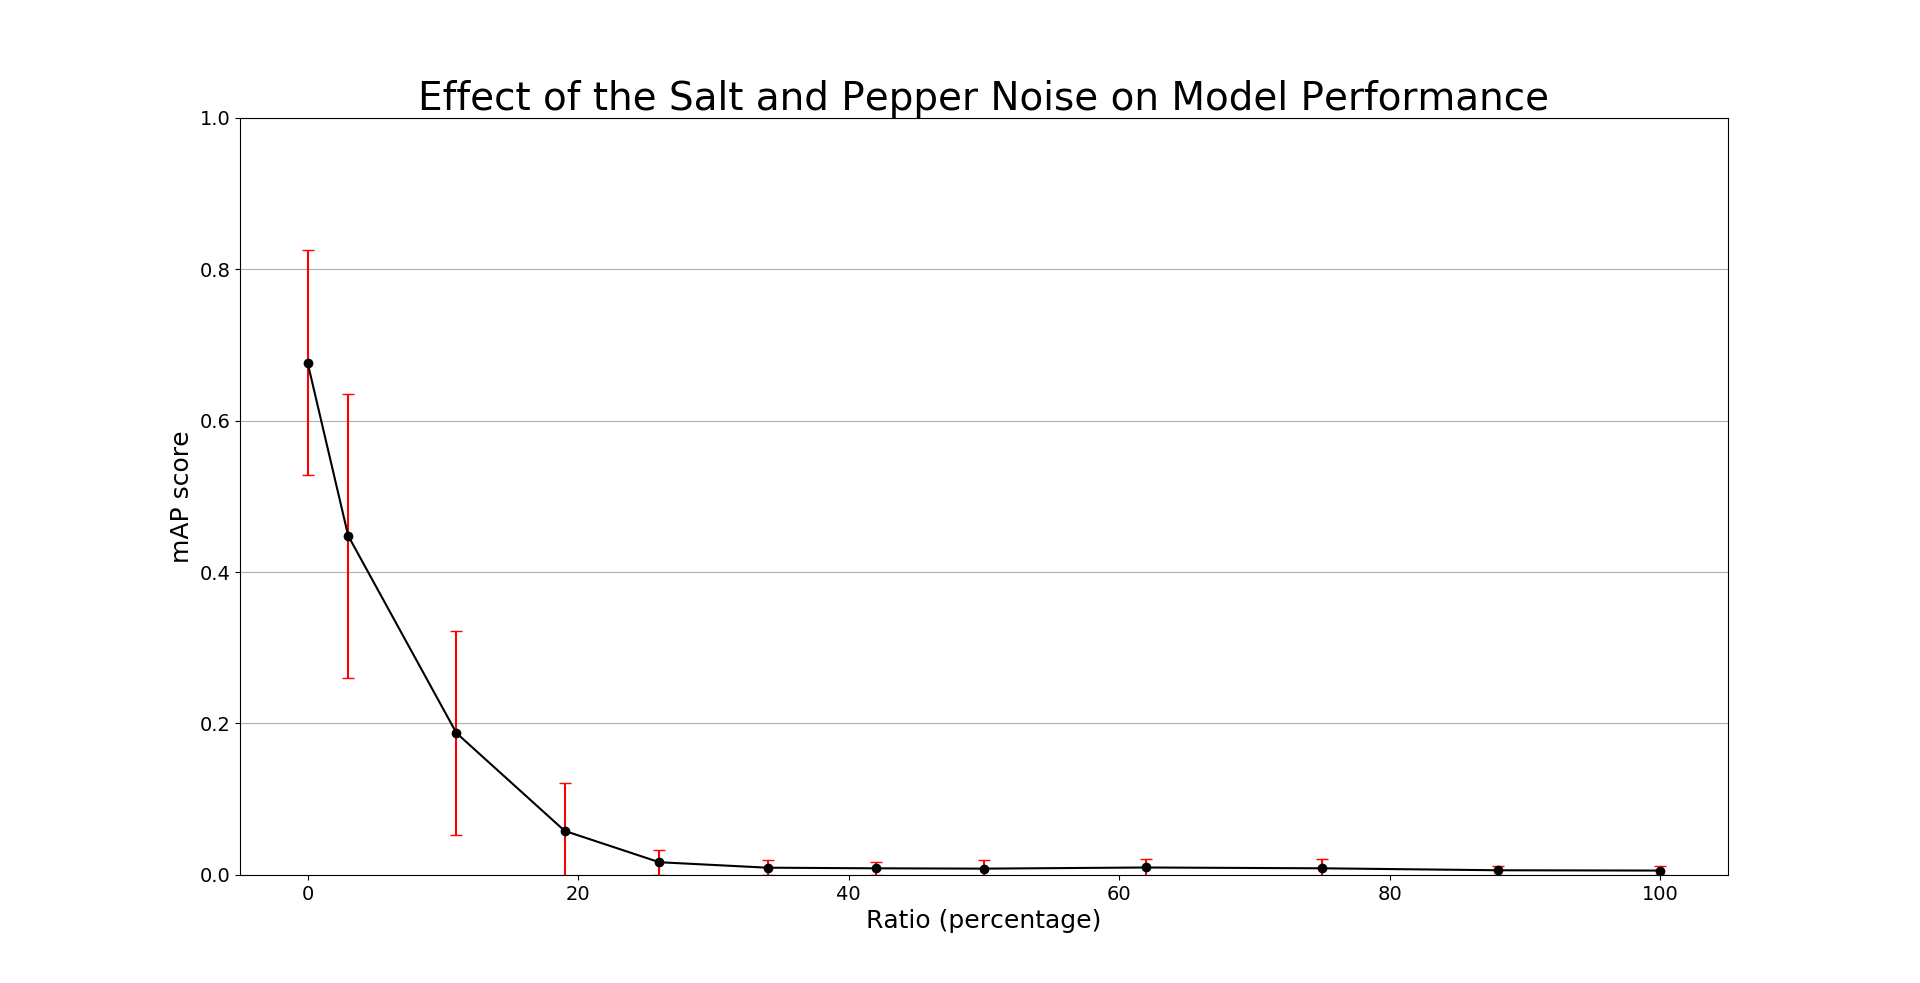 Effect of the Salt and Pepper Noise on Model Performance
1.0
0.8
0.6
0.4
0.2
0.0
mAP score
0 20 40 60 80 100
Ratio (percentage)